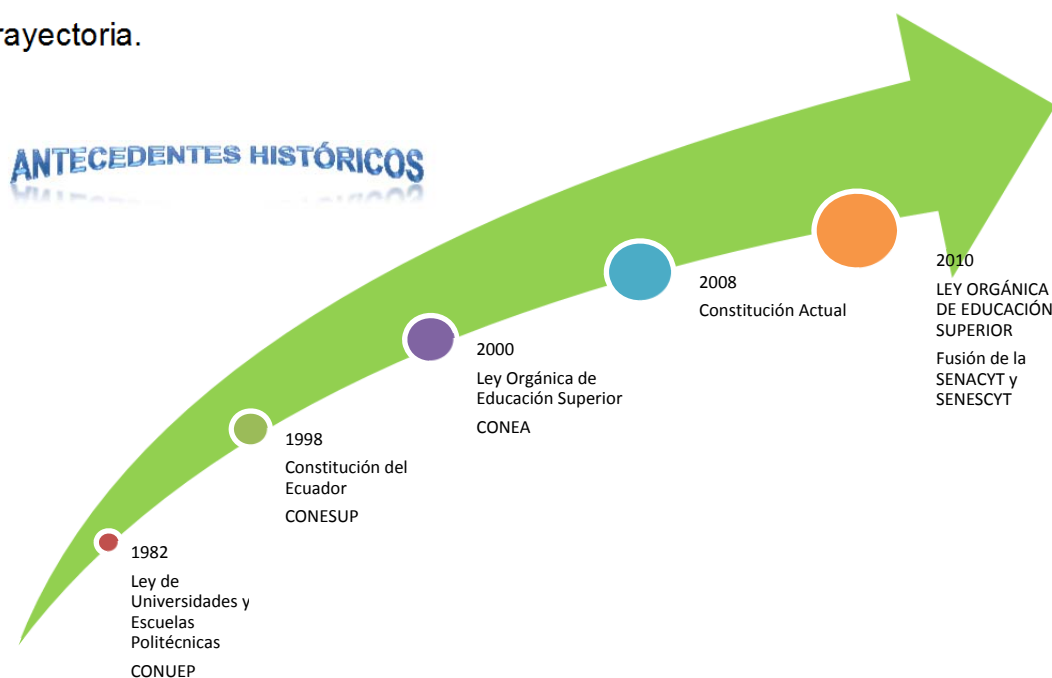 rayectoria.
ANTECEDENTES HISTÓRICOS
1982
Ley de
Universidades y
Escuelas
Politécnicas
CONUEP
1998
Constitución del
Ecuador
CONESUP
2000
Ley Orgánica de
Educación Superior
CONEA
2008
Constitución Actual
2010
LEY ORGÁNICA
DE EDUCACIÓN
SUPERIOR
Fusión de la
SENACYT y
SENESCYT